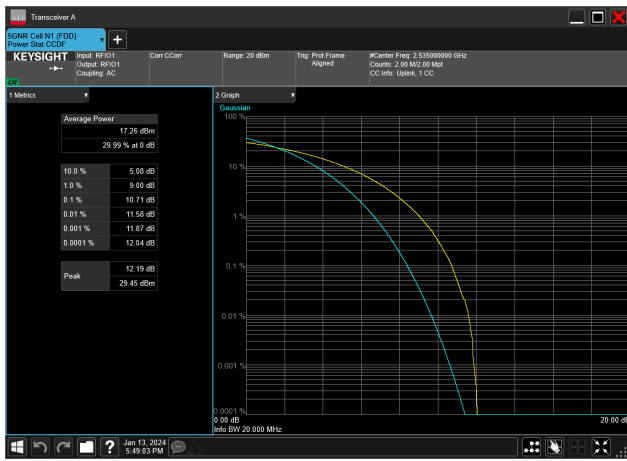 Transceiver A
5GNR Cell N1 (FDD)
Power Stat CCDF
KEYSIGHT
Input: RFIO1
Output: RFIO1
Coupling: AC
Corr CCorr
Range: 20 dBm
Trig: Prot Frame
Aligned
#Center Freq: 2.535000000 GHz
Counts: 2.00 M/2.00 Mpt
CC Info: Uplink, 1 CC
1 Metrics
Average Power
17.26 dBm
29.99 % at 0 dB
10.0 % 5.08 dB
1.0 % 9.00 dB
0.1 % 10.71 dB
0.01 % 11.58 dB
0.001 % 11.87 dB
0.0001 % 12.04 dB
Peak 12.19 dB
29.45 dBm
2 Graph
Gaussian
100 %
10 %
1 %
0.1 %
0.01 %
0.001 %
0.0001 %
0.00 dB 20.00 dB
Info BW 20.000 MHz
Jan 13, 2024
5:49:03 PM